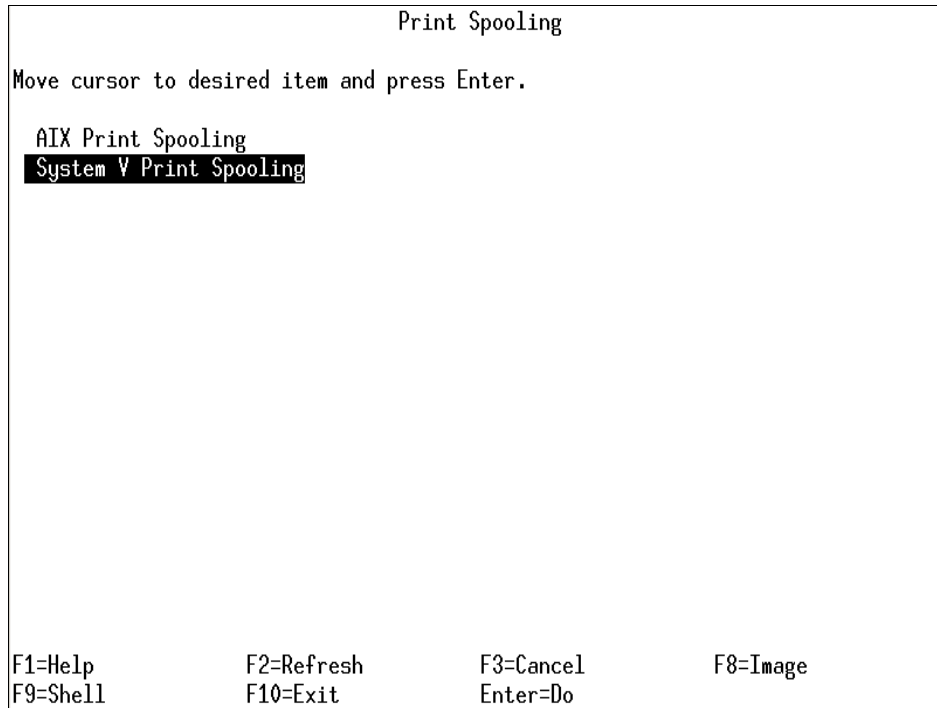 Print Spooling
Move cursor to desired item and press Enter.
AIX Print Spooling
System V Print Spooling
F1=Help F2=Refresh F3=Cancel F8=Image
F9=Shell F10=Exit Enter=Do